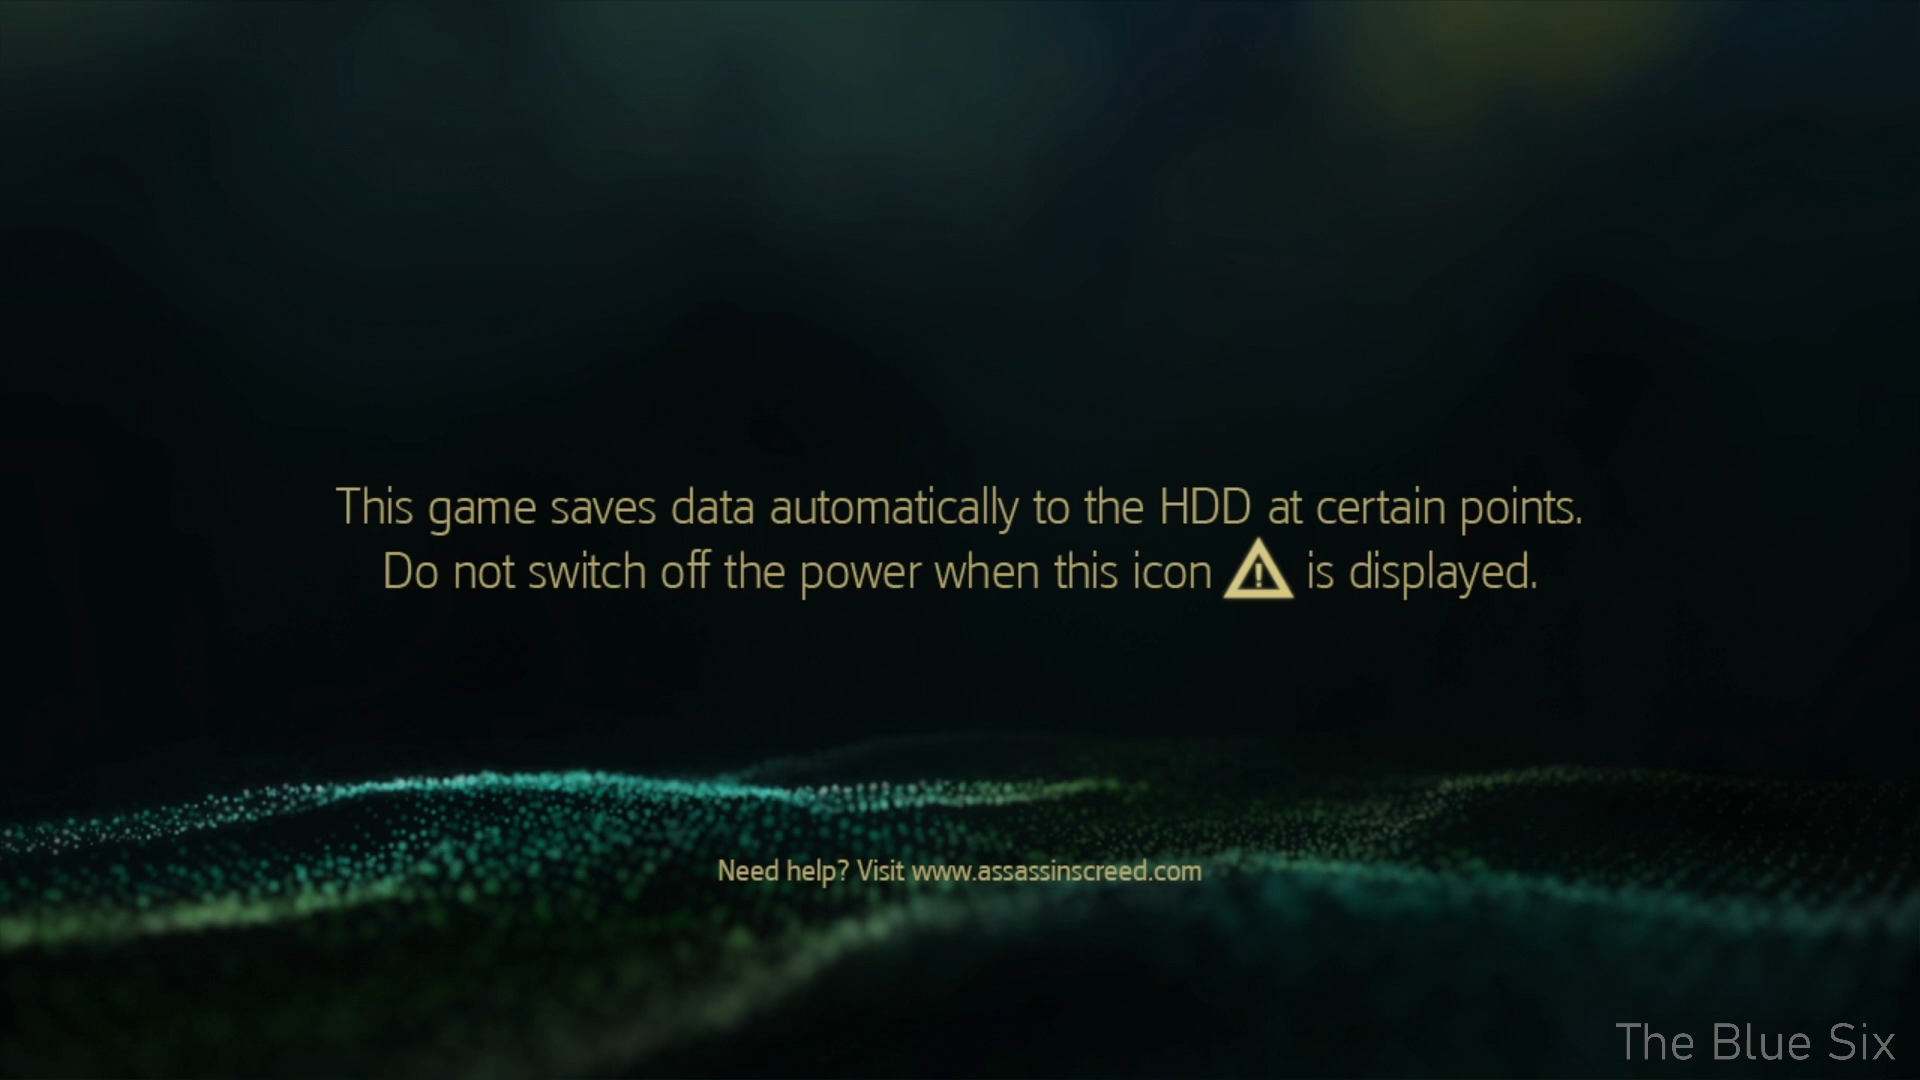 This game saves data automatically to the HDD at certain points.
Do not switch off the power when this icon ! is displayed.
Need help? Visit www.assassinscreed.com
The Blue Six